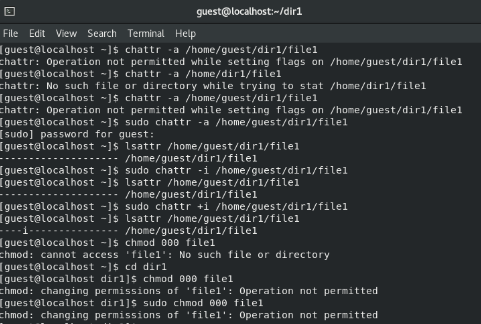 guest@localhost:~/dir1
File Edit View Search Terminal Help
[guest@localhost ~]$ chattr -a /home/guest/dir1/file1
chattr: Operation not permitted while setting flags on /home/guest/dir1/file1
[guest@localhost ~]$ chattr -a /home/dir1/file1
chattr: No such file or directory while trying to stat /home/dir1/file1
[guest@localhost ~]$ chattr -a /home/guest/dir1/file1
chattr: Operation not permitted while setting flags on /home/guest/dir1/file1
[guest@localhost ~]$ sudo chattr -a /home/guest/dir1/file1
[sudo] password for guest:
[guest@localhost ~]$ lsattr /home/guest/dir1/file1
-------------------- /home/guest/dir1/file1
[guest@localhost ~]$ sudo chattr -i /home/guest/dir1/file1
[guest@localhost ~]$ lsattr /home/guest/dir1/file1
-------------------- /home/guest/dir1/file1
[guest@localhost ~]$ sudo chattr +i /home/guest/dir1/file1
[guest@localhost ~]$ lsattr /home/guest/dir1/file1
----i--------------- /home/guest/dir1/file1
[guest@localhost ~]$ chmod 000 file1
chmod: cannot access 'file1': No such file or directory
[guest@localhost ~]$ cd dir1
[guest@localhost dir1]$ chmod 000 file1
chmod: changing permissions of 'file1': Operation not permitted
[guest@localhost dir1]$ sudo chmod 000 file1
chmod: changing permissions of 'file1': Operation not permitted